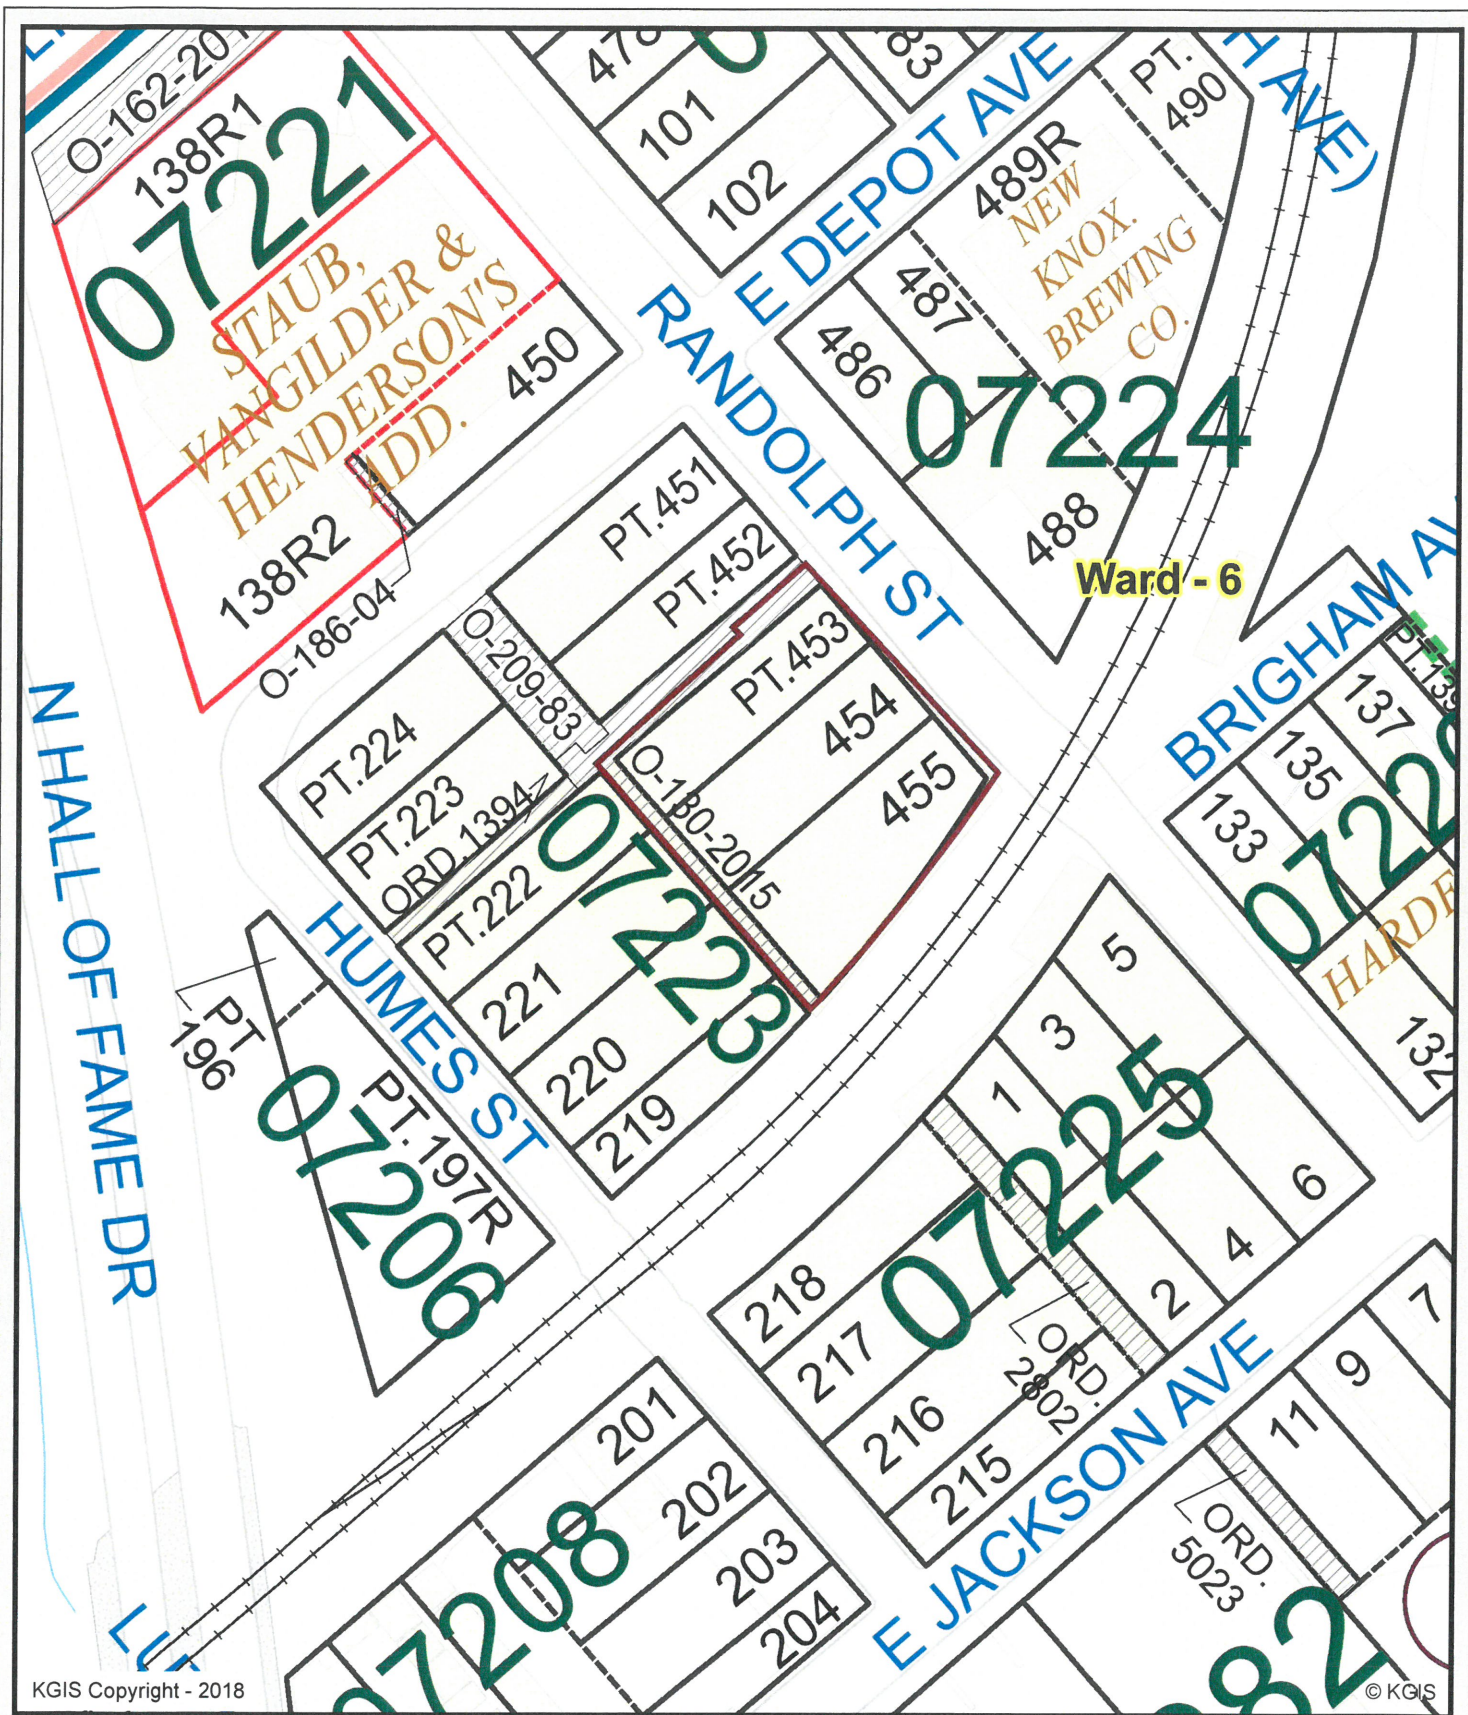 O-162-201
138R1
07221
STAUB,
VANGILDER &
HENDERSON'S
ADD.
450
138R2
O-186-04
101
102
E DEPOT AVE
H AVE)
PT.
490
489R
NEW
KNOX.
BREWING
CO.
487
486
07224
488
Ward - 6
RANDOLPH ST
PT.451
PT.452
O-209-83
PT.453
454
455
O-130-2015
PT.224
PT.223
ORD.1394
PT.222
07223
221
220
219
N HALL OF FAME DR
HUMES ST
PT
196
PT.197R
07206
BRIGHAM AV
PT.139
137
135
133
0722
HARDE
132
5
3
1
07225
6
4
2
218
217
216
215
ORD.
2802
E JACKSON AVE
7
9
11
ORD.
5023
82
201
202
203
204
07208
KGIS Copyright - 2018
© KGIS